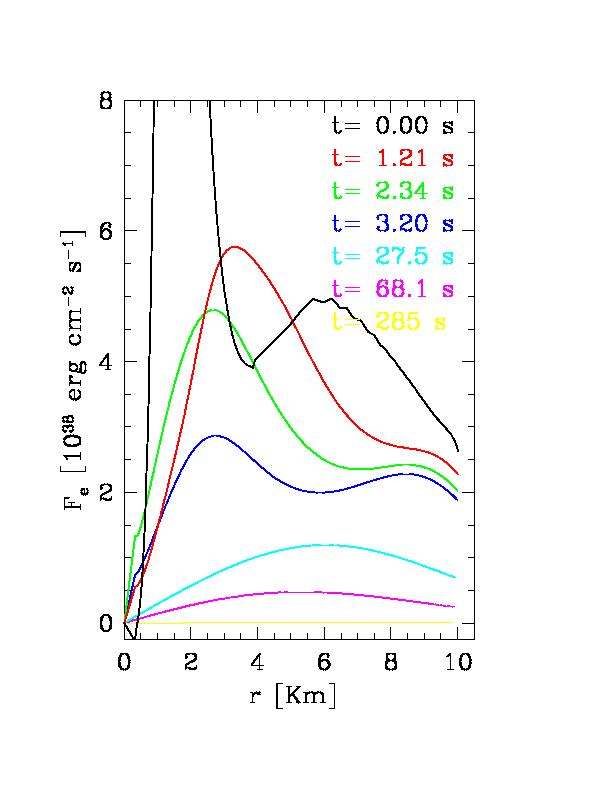 8
t= 0.00 s
t= 1.21 s
t= 2.34 s
6
t= 3.20 s
t= 27.5 s
t= 68.1 s
t= 285 s
4
2
0
F_e [10^38 erg cm^-2 s^-1]
0 2 4 6 8 10
r [Km]